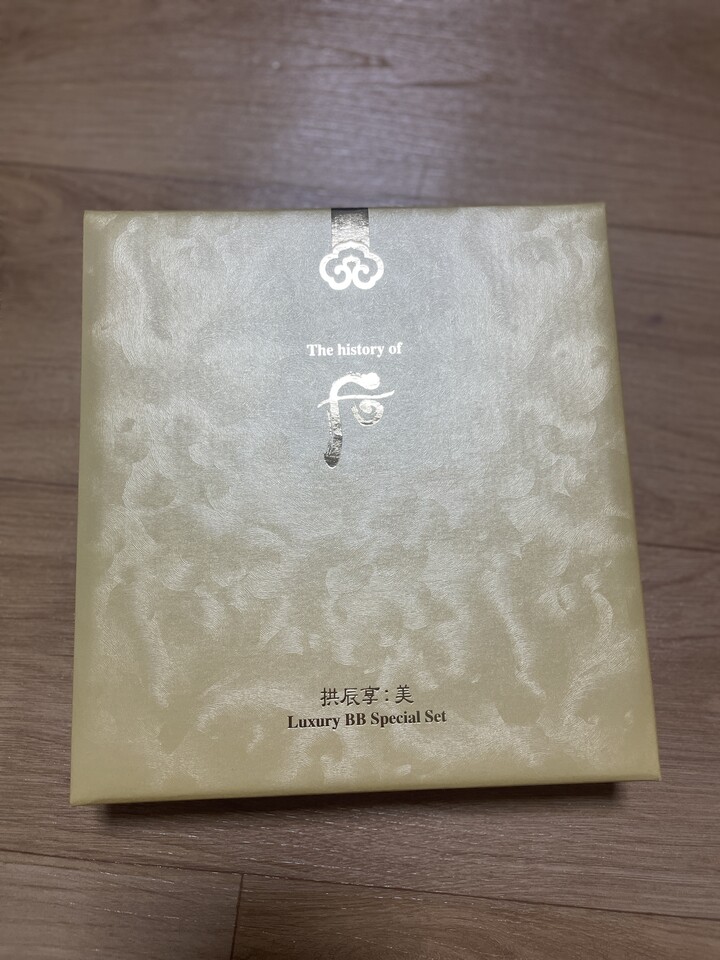 The history of
后
拱辰享:美
Luxury BB Special Set